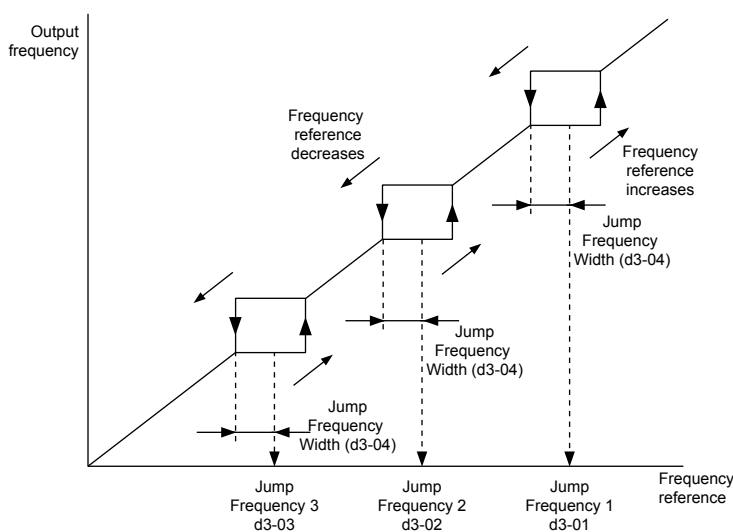 Output
frequency
Frequency
reference
decreases
Frequency
reference
increases
Jump
Frequency
Width (d3-04)
Jump
Frequency
Width (d3-04)
Jump
Frequency
Width (d3-04)
Jump
Frequency 3
d3-03
Jump
Frequency 2
d3-02
Jump
Frequency 1
d3-01
Frequency
reference